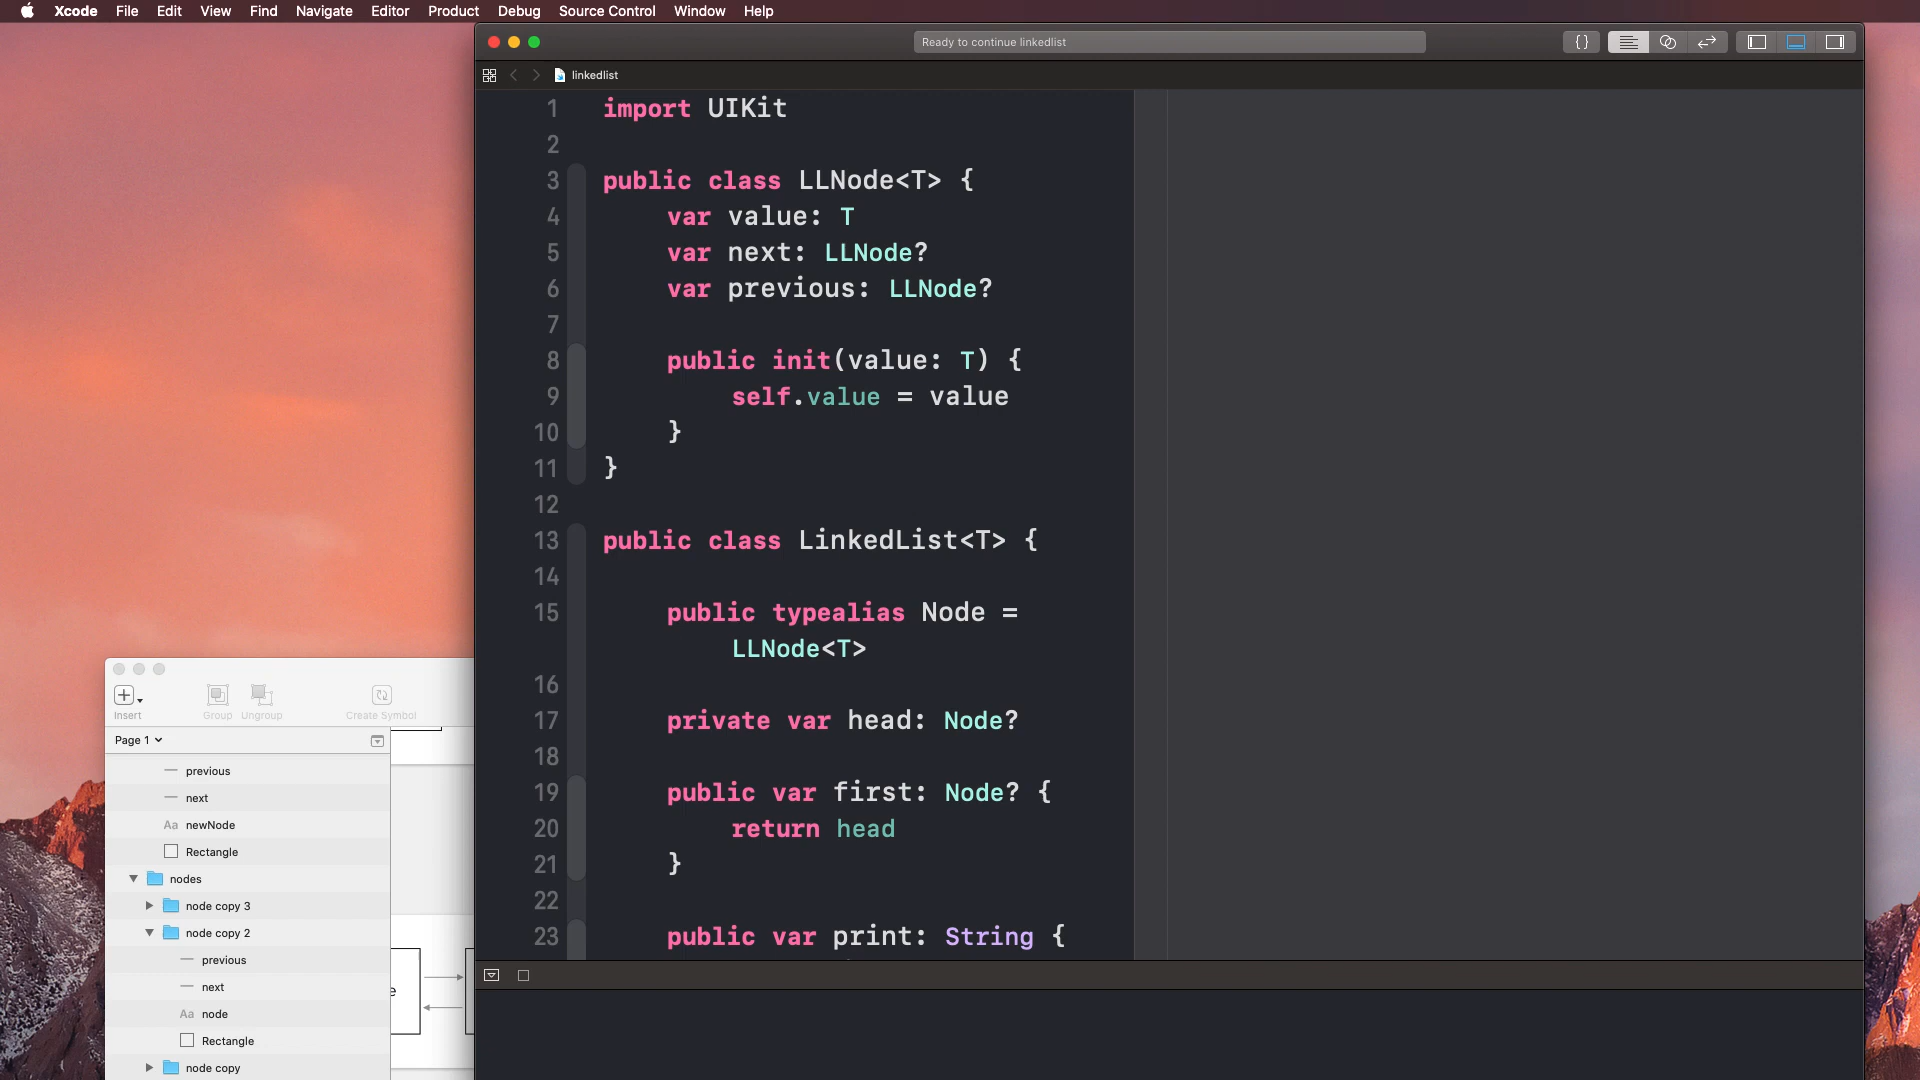 Xcode File Edit View Find Navigate Editor Product Debug Source Control Window Help
Ready to continue linkedlist
{}
linkedlist
1 import UIKit
2
3 public class LLNode<T> {
4 var value: T
5 var next: LLNode?
6 var previous: LLNode?
7
8 public init(value: T) {
9 self.value = value
10 }
11 }
12
13 public class LinkedList<T> {
14
15 public typealias Node =
LLNode<T>
16
17 private var head: Node?
18
19 public var first: Node? {
20 return head
21 }
22
23 public var print: String {
Insert Group Ungroup Create Symbol
Page 1
previous
next
Aa newNode
Rectangle
nodes
node copy 3
node copy 2
previous
next
Aa node
Rectangle
node copy
e